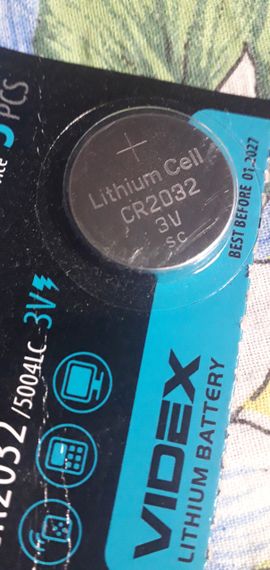 5 PCS
+
Lithium Cell
CR2032
3V
SC
BEST BEFORE 01.2027
/5004LC 3V
VIDEX
LITHIUM BATTERY